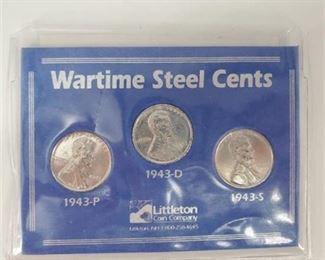 Wartime Steel Cents
1943-D
1943-P
1943-S
Littleton
Coin Company